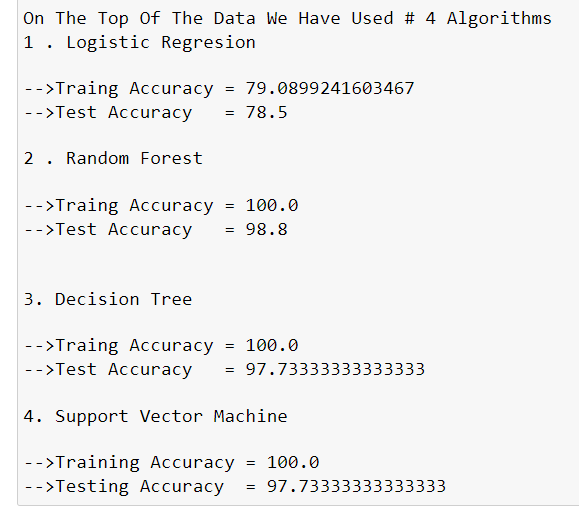 On The Top Of The Data We Have Used # 4 Algorithms
1 . Logistic Regresion
-->Traing Accuracy = 79.0899241603467
-->Test Accuracy   = 78.5
2 . Random Forest
-->Traing Accuracy = 100.0
-->Test Accuracy   = 98.8
3. Decision Tree
-->Traing Accuracy = 100.0
-->Test Accuracy   = 97.73333333333333
4. Support Vector Machine
-->Training Accuracy = 100.0
-->Testing Accuracy  = 97.73333333333333